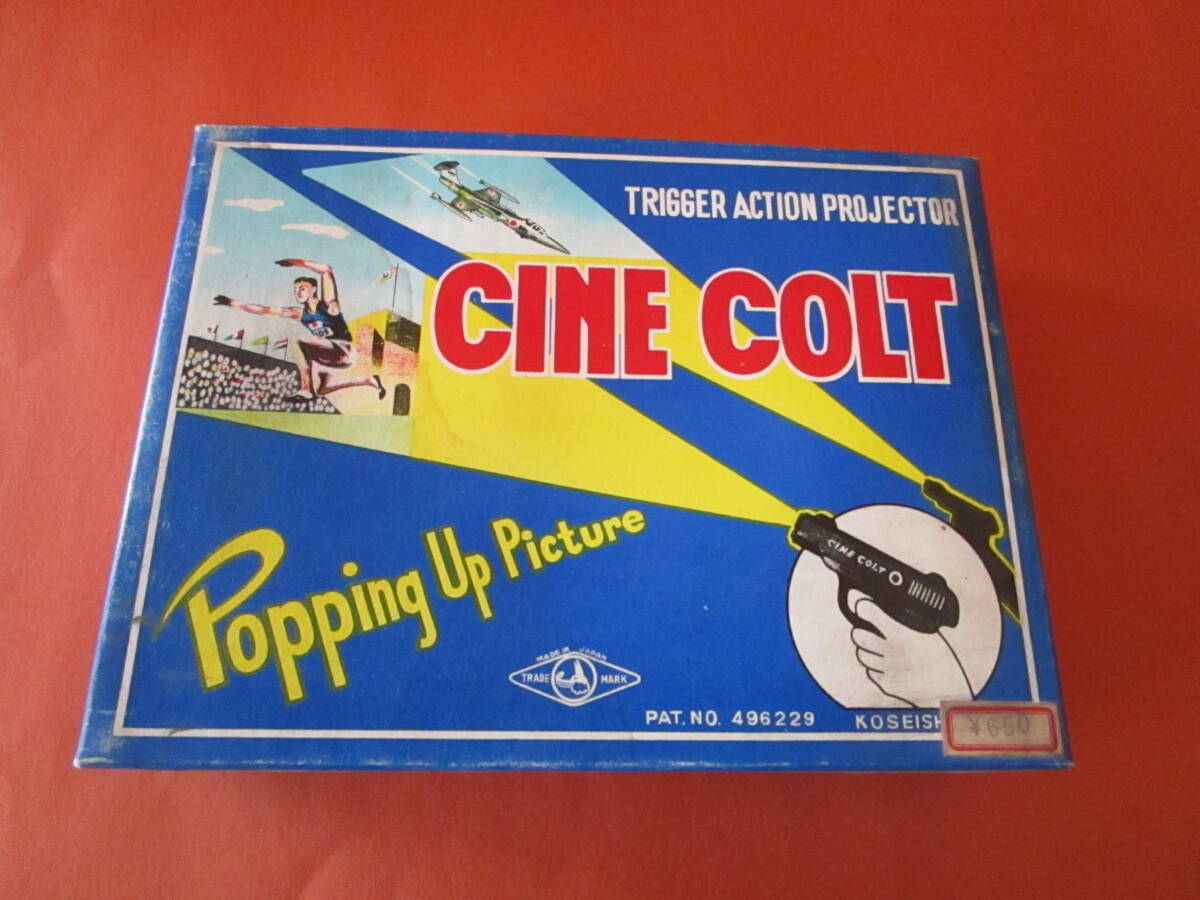 TRIGGER ACTION PROJECTOR
CINE COLT
CINE COLT
Popping Up Picture
MADE IN JAPAN
TRADE MARK
PAT. NO. 496229
¥650